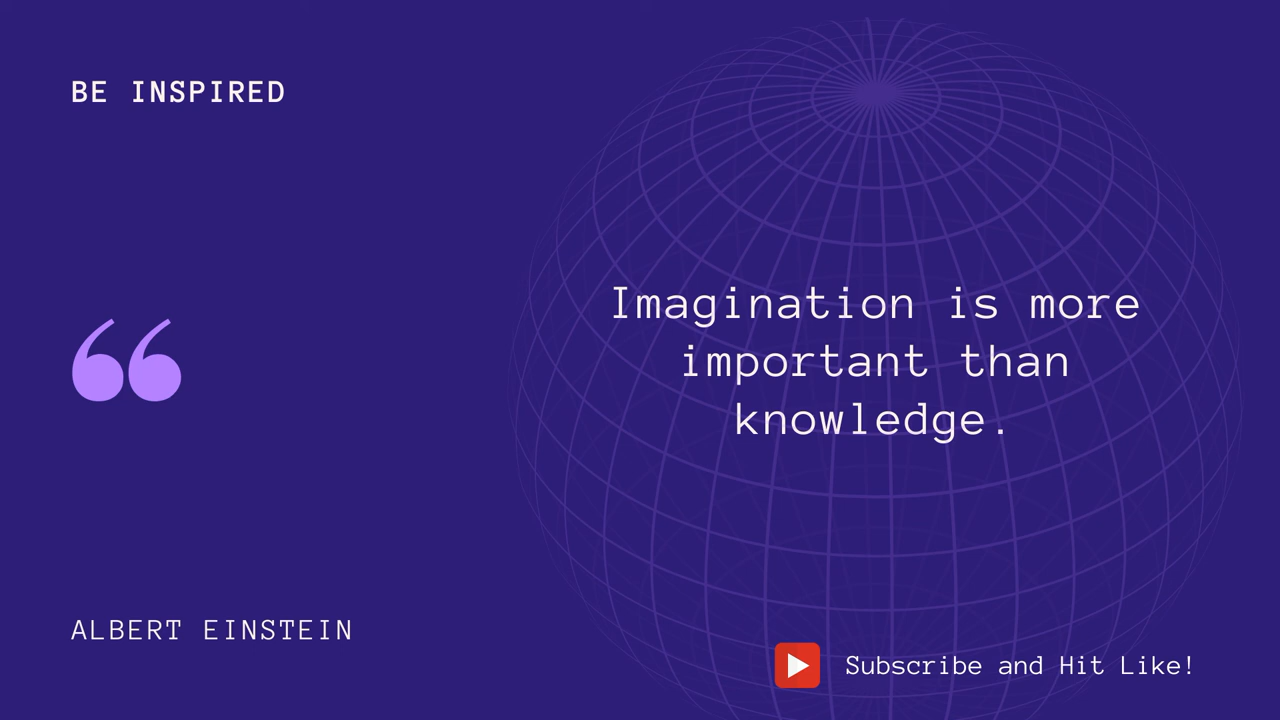 BE INSPIRED
“
Imagination is more
important than
knowledge.
ALBERT EINSTEIN
Subscribe and Hit Like!